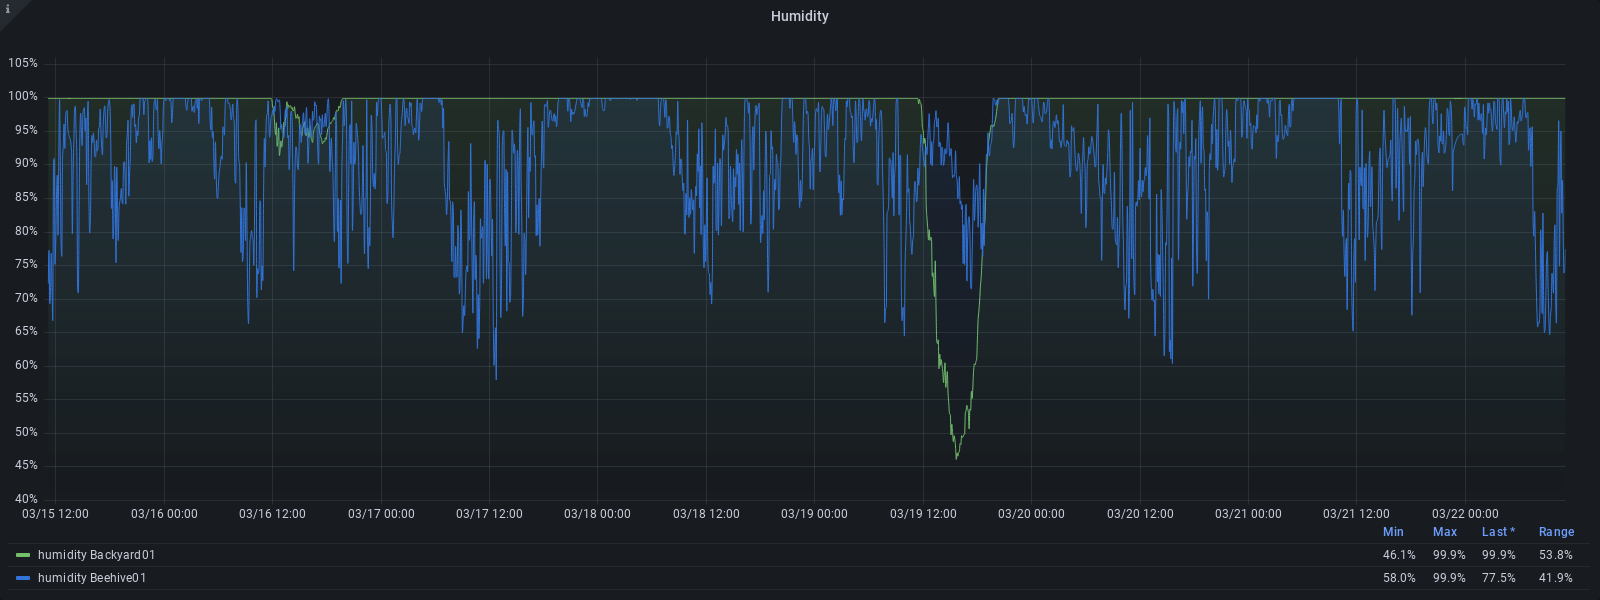 i
Humidity
105%
100%
95%
90%
85%
80%
75%
70%
65%
60%
55%
50%
45%
40%
03/15 12:00 03/16 00:00 03/16 12:00 03/17 00:00 03/17 12:00 03/18 00:00 03/18 12:00 03/19 00:00 03/19 12:00 03/20 00:00 03/20 12:00 03/21 00:00 03/21 12:00 03/22 00:00
Min Max Last * Range
humidity Backyard01 46.1% 99.9% 99.9% 53.8%
humidity Beehive01 58.0% 99.9% 77.5% 41.9%